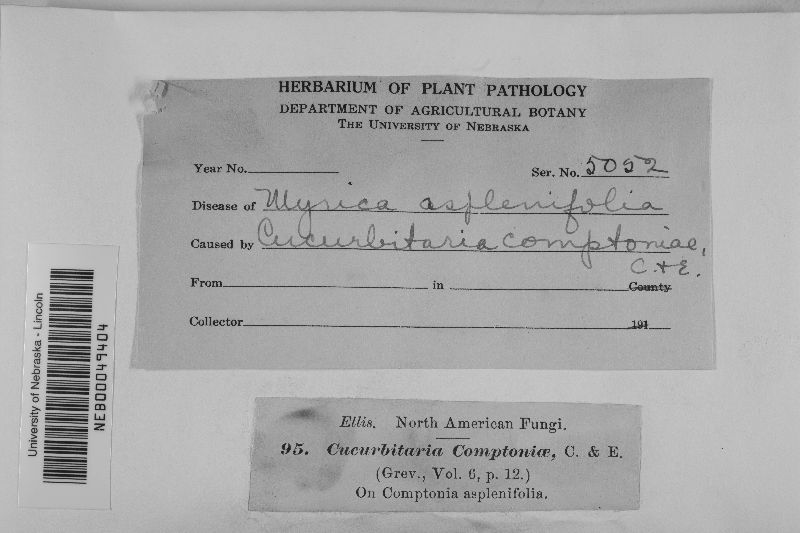 HERBARIUM OF PLANT PATHOLOGY
DEPARTMENT OF AGRICULTURAL BOTANY
THE UNIVERSITY OF NEBRASKA
Year No.
Ser. No. 5052
Disease of Myrica asplenifolia
Caused by Cucurbitaria comptoniae,
C. & E.
From in County
Collector 191
University of Nebraska - Lincoln
NEB00049404
Ellis. North American Fungi.
95. Cucurbitaria Comptoniæ, C. & E.
(Grev., Vol. 6, p. 12.)
On Comptonia asplenifolia.